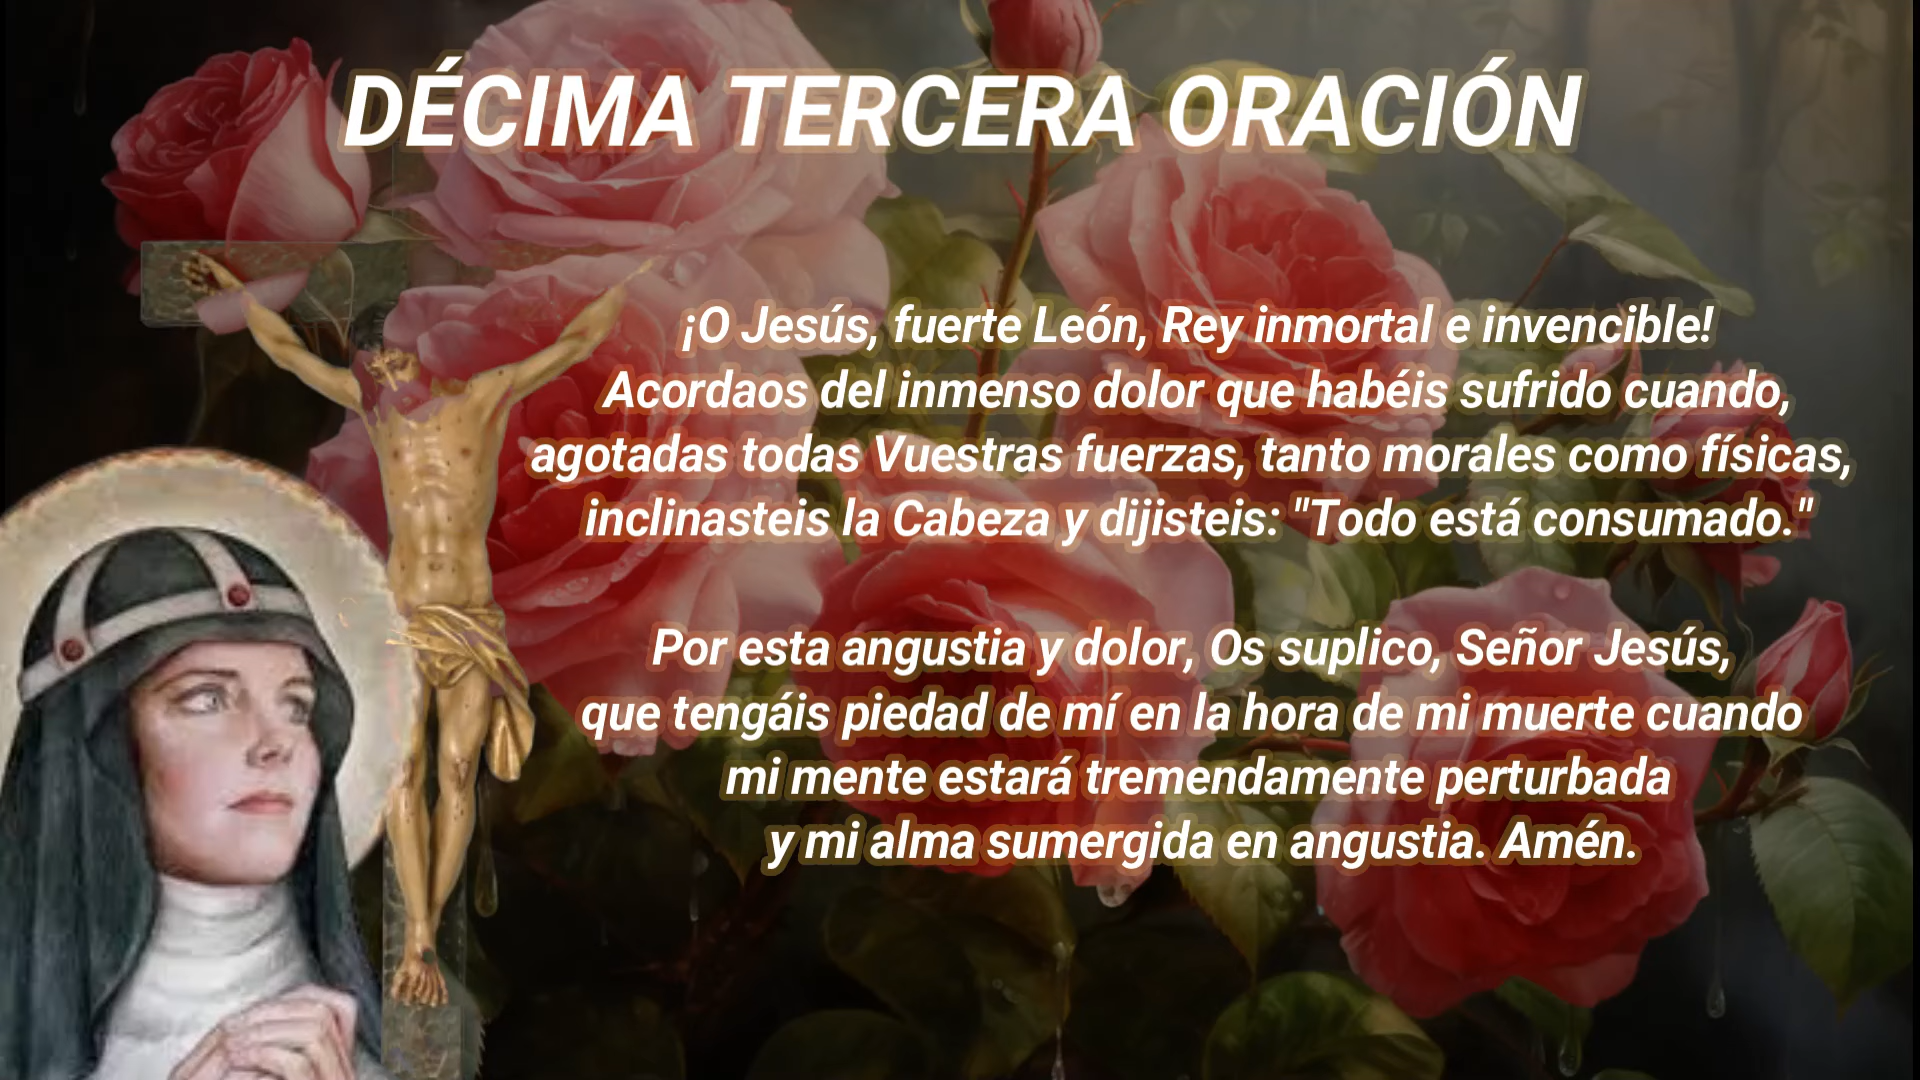 DÉCIMA TERCERA ORACIÓN
¡O Jesús, fuerte León, Rey inmortal e invencible!
Acordaos del inmenso dolor que habéis sufrido cuando,
agotadas todas Vuestras fuerzas, tanto morales como físicas,
inclinasteis la Cabeza y dijisteis: "Todo está consumado."
Por esta angustia y dolor, Os suplico, Señor Jesús,
que tengáis piedad de mí en la hora de mi muerte cuando
mi mente estará tremendamente perturbada
y mi alma sumergida en angustia. Amén.